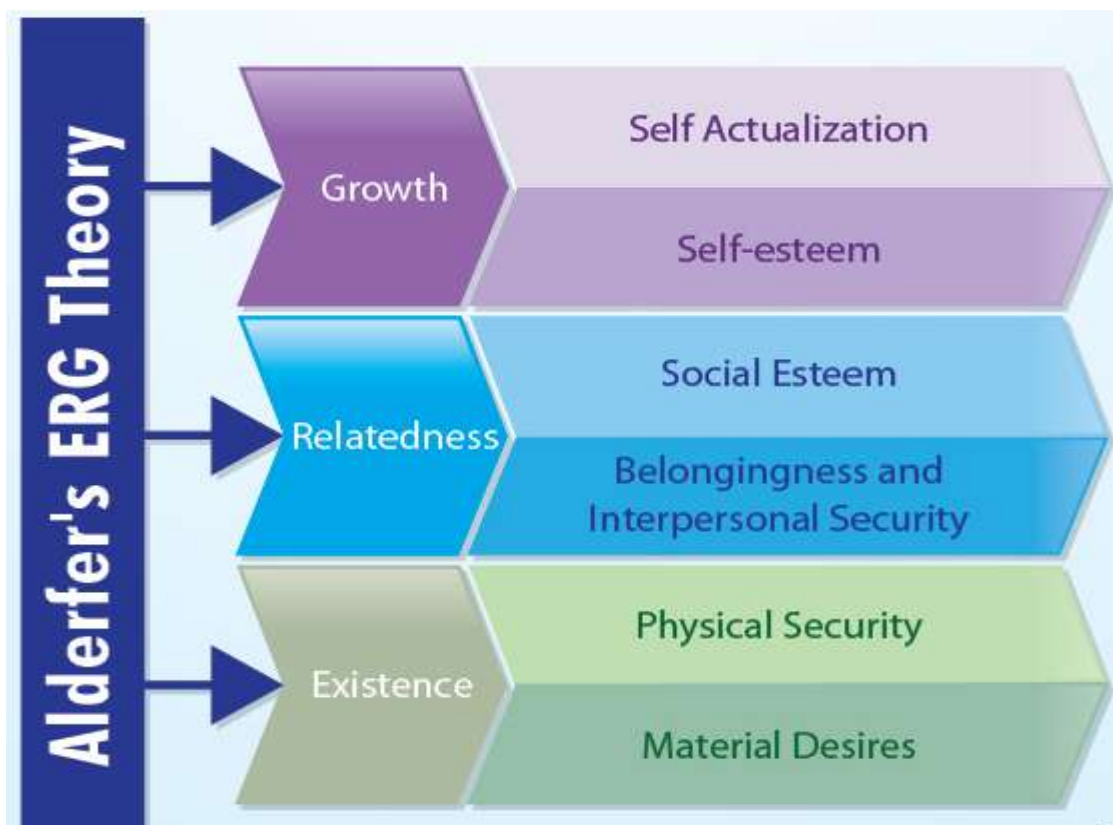 Alderfer's ERG Theory
Growth
Self Actualization
Self-esteem
Relatedness
Social Esteem
Belongingness and
Interpersonal Security
Existence
Physical Security
Material Desires